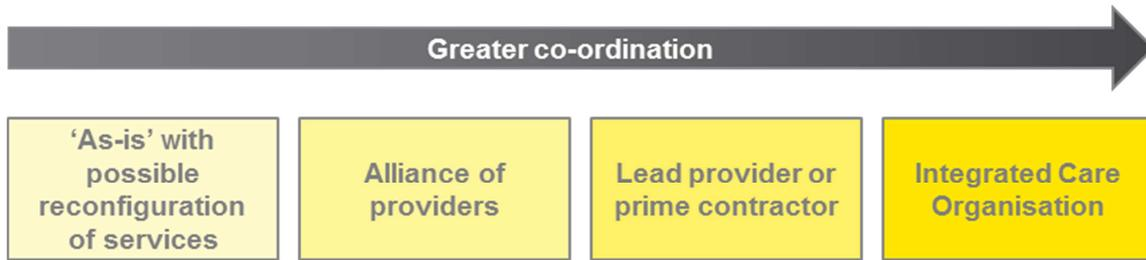 Greater co-ordination
‘As-is’ with
possible
reconfiguration
of services
Alliance of
providers
Lead provider or
prime contractor
Integrated Care
Organisation